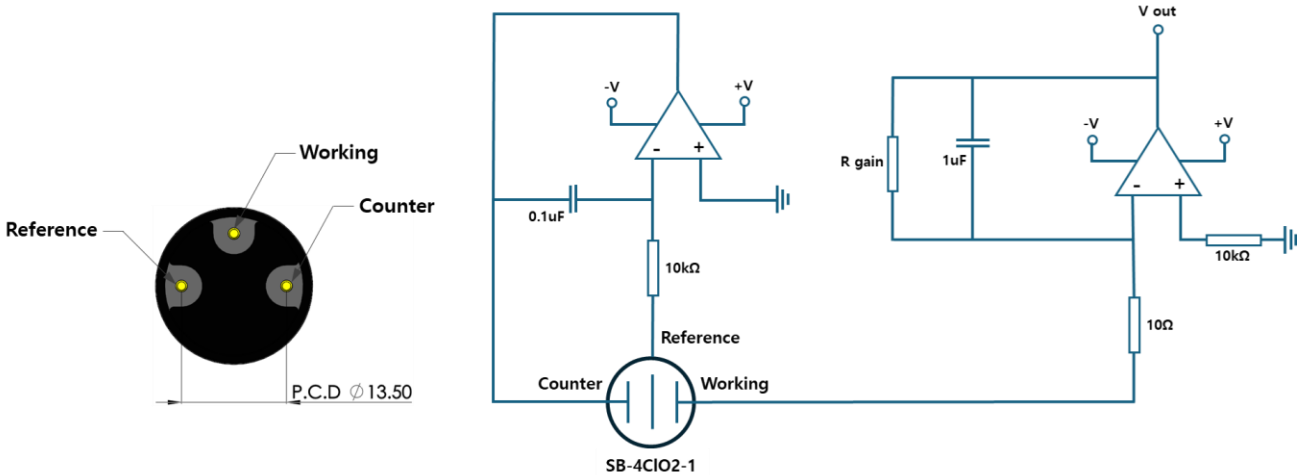 Working
Counter
Reference
P.C.D ∅13.50
-V
+V
-
+
0.1uF
10kΩ
Reference
Counter
Working
SB-4ClO2-1
V out
-V
+V
R gain
1uF
-
+
10kΩ
10Ω